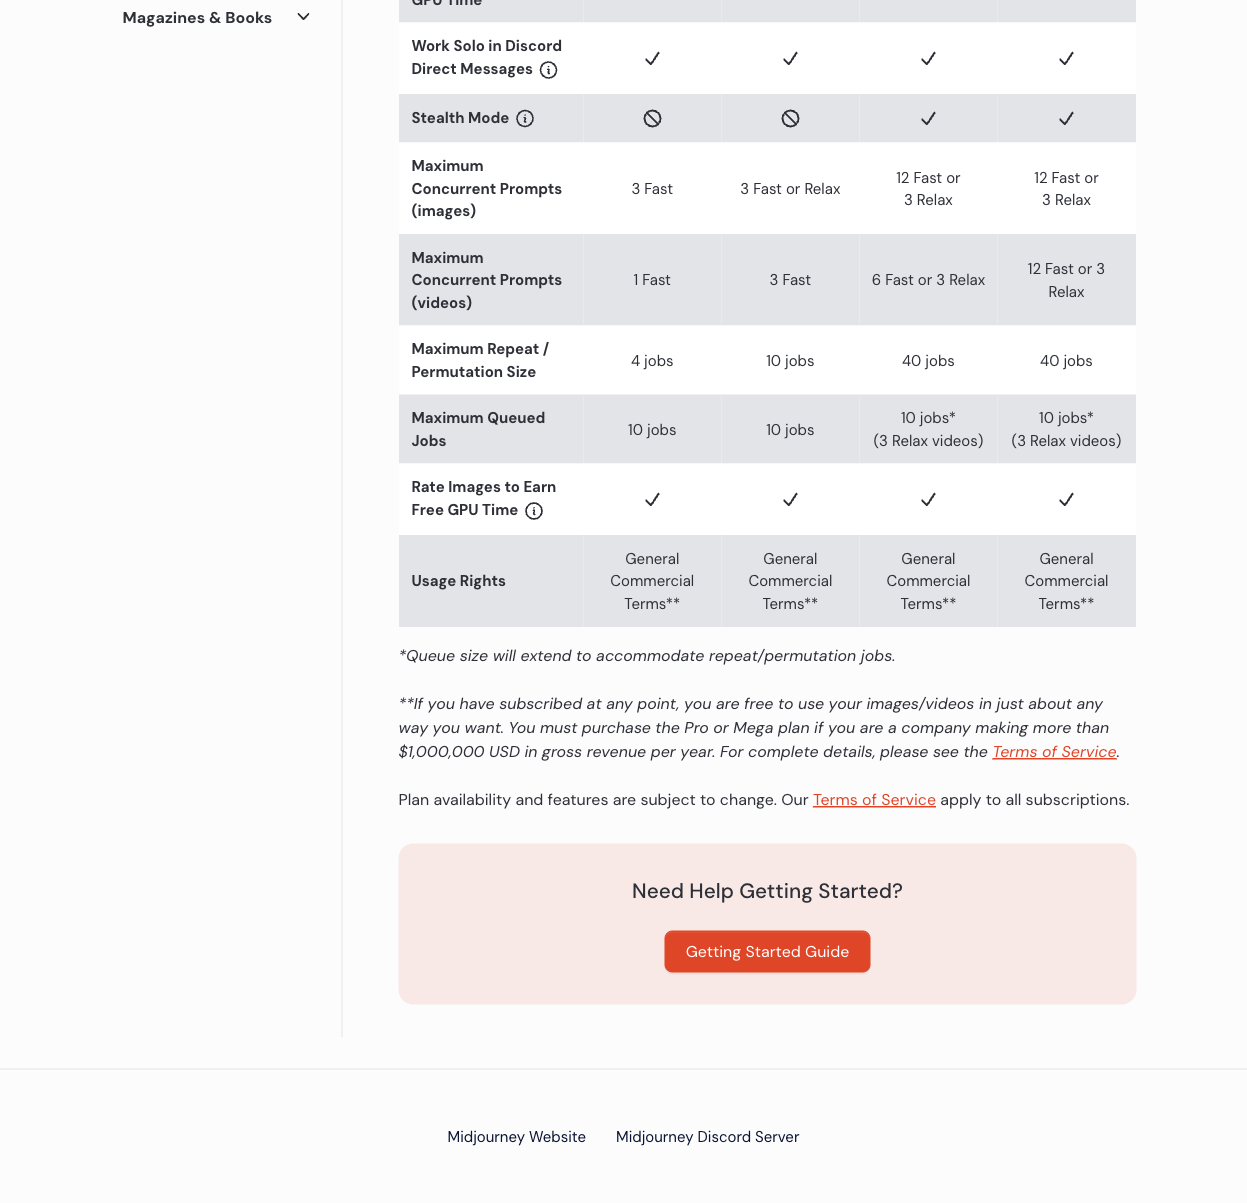 Magazines & Books
GPU Time
Work Solo in Discord
Direct Messages
Stealth Mode
Maximum
Concurrent Prompts
(images)
3 Fast
3 Fast or Relax
12 Fast or
3 Relax
12 Fast or
3 Relax
Maximum
Concurrent Prompts
(videos)
1 Fast
3 Fast
6 Fast or 3 Relax
12 Fast or 3
Relax
Maximum Repeat /
Permutation Size
4 jobs
10 jobs
40 jobs
40 jobs
Maximum Queued
Jobs
10 jobs
10 jobs
10 jobs*
(3 Relax videos)
10 jobs*
(3 Relax videos)
Rate Images to Earn
Free GPU Time
Usage Rights
General
Commercial
Terms**
General
Commercial
Terms**
General
Commercial
Terms**
General
Commercial
Terms**
*Queue size will extend to accommodate repeat/permutation jobs.
**If you have subscribed at any point, you are free to use your images/videos in just about any
way you want. You must purchase the Pro or Mega plan if you are a company making more than
$1,000,000 USD in gross revenue per year. For complete details, please see the Terms of Service.
Plan availability and features are subject to change. Our Terms of Service apply to all subscriptions.
Need Help Getting Started?
Getting Started Guide
Midjourney Website
Midjourney Discord Server